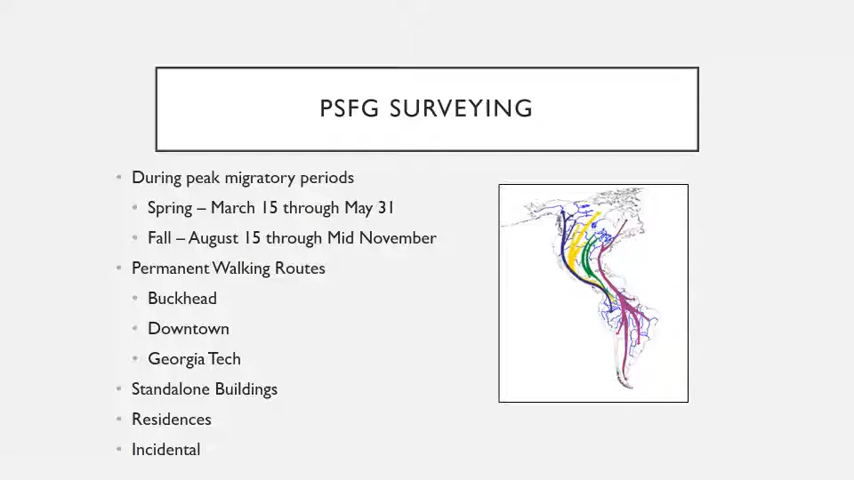 PSFG SURVEYING
• During peak migratory periods
• Spring – March 15 through May 31
• Fall – August 15 through Mid November
• Permanent Walking Routes
• Buckhead
• Downtown
• Georgia Tech
• Standalone Buildings
• Residences
• Incidental